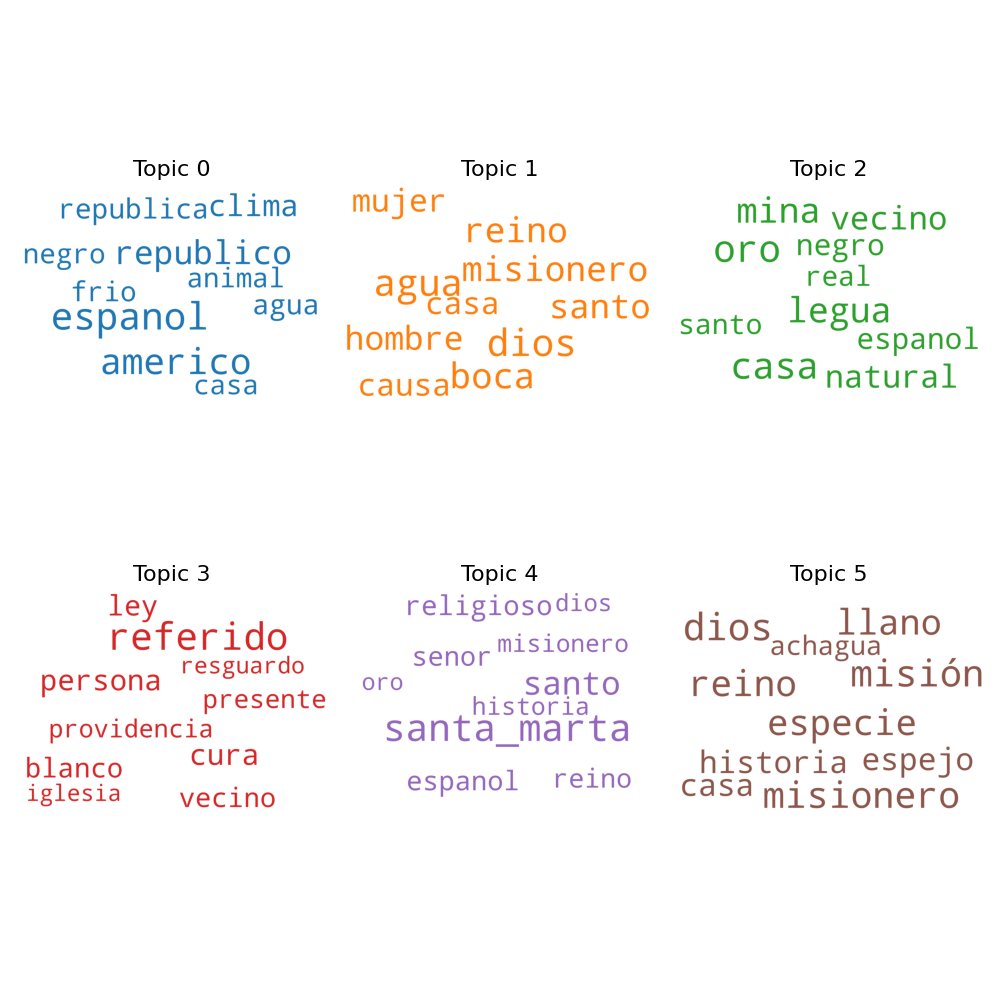 Topic 0
republica clima
negro republico
animal
frio
agua
espanol
americo
casa
Topic 1
mujer
reino
misionero
agua
casa
santo
hombre
dios
boca
causa
Topic 2
mina vecino
oro negro
real
legua
santo
espanol
casa
natural
Topic 3
ley
referido
resguardo
persona
presente
providencia
cura
blanco
iglesia
vecino
Topic 4
religioso dios
misionero
senor
oro
santo
historia
santa_marta
espanol reino
Topic 5
dios llano
achagua
reino misión
especie
historia espejo
casa
misionero